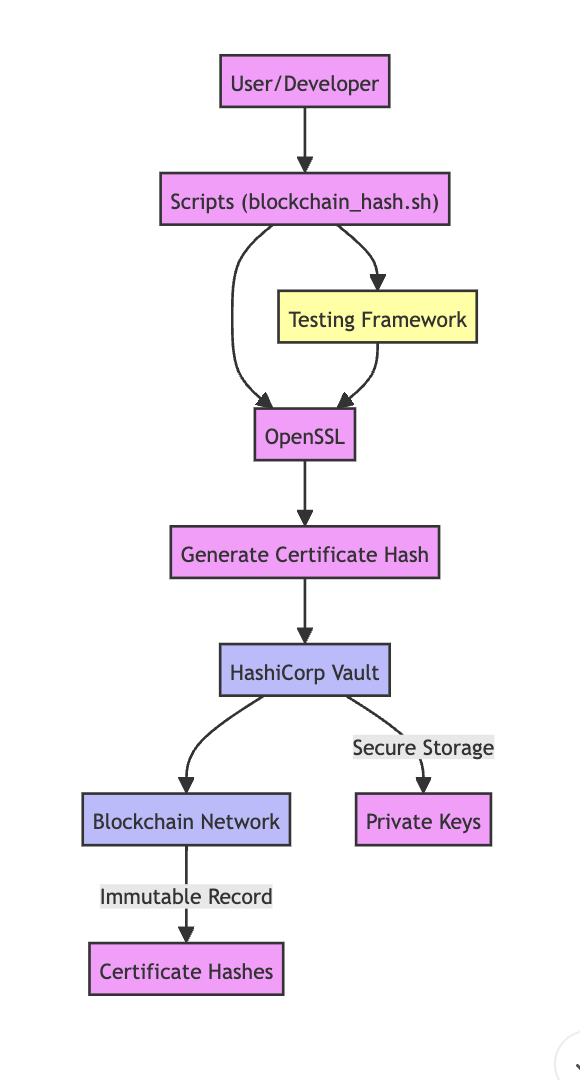 User/Developer
Scripts (blockchain_hash.sh)
Testing Framework
OpenSSL
Generate Certificate Hash
HashiCorp Vault
Secure Storage
Blockchain Network
Private Keys
Immutable Record
Certificate Hashes